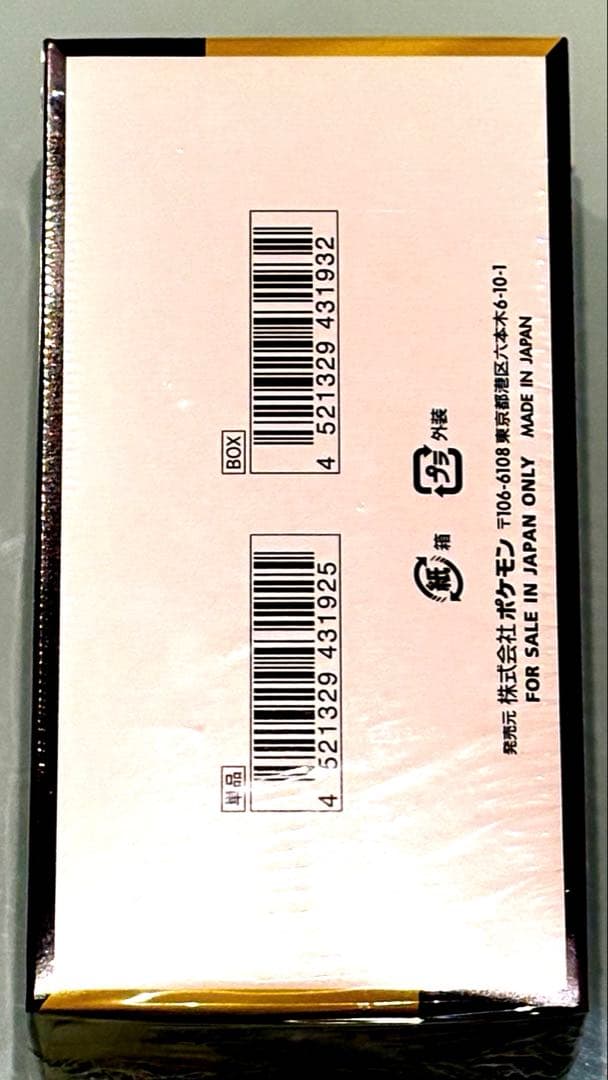 BOX
4 521329 431932
単品
4 521329 431925
プラ 外装
紙 箱
発売元 株式会社 ポケモン 〒106-6108 東京都港区六本木6-10-1
FOR SALE IN JAPAN ONLY MADE IN JAPAN